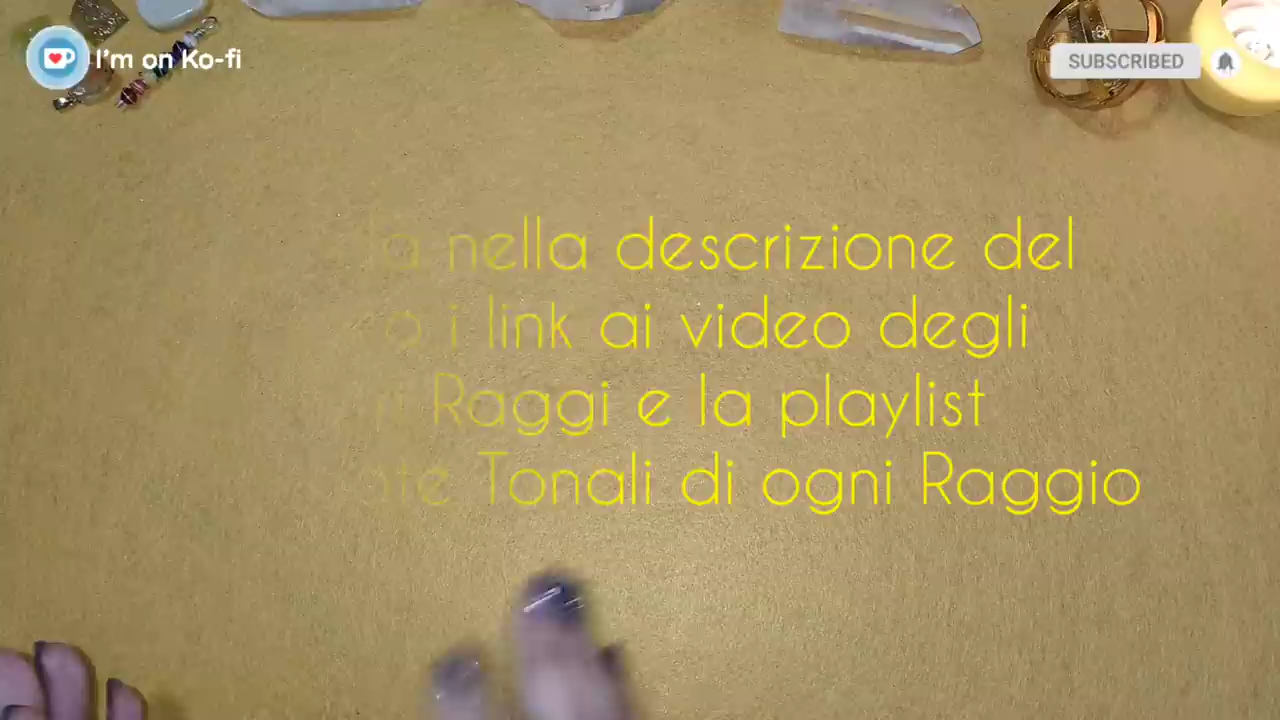 I'm on Ko-fi
SUBSCRIBED
nella descrizione del
i link ai video degli
Raggi e la playlist
Tonali di ogni Raggio